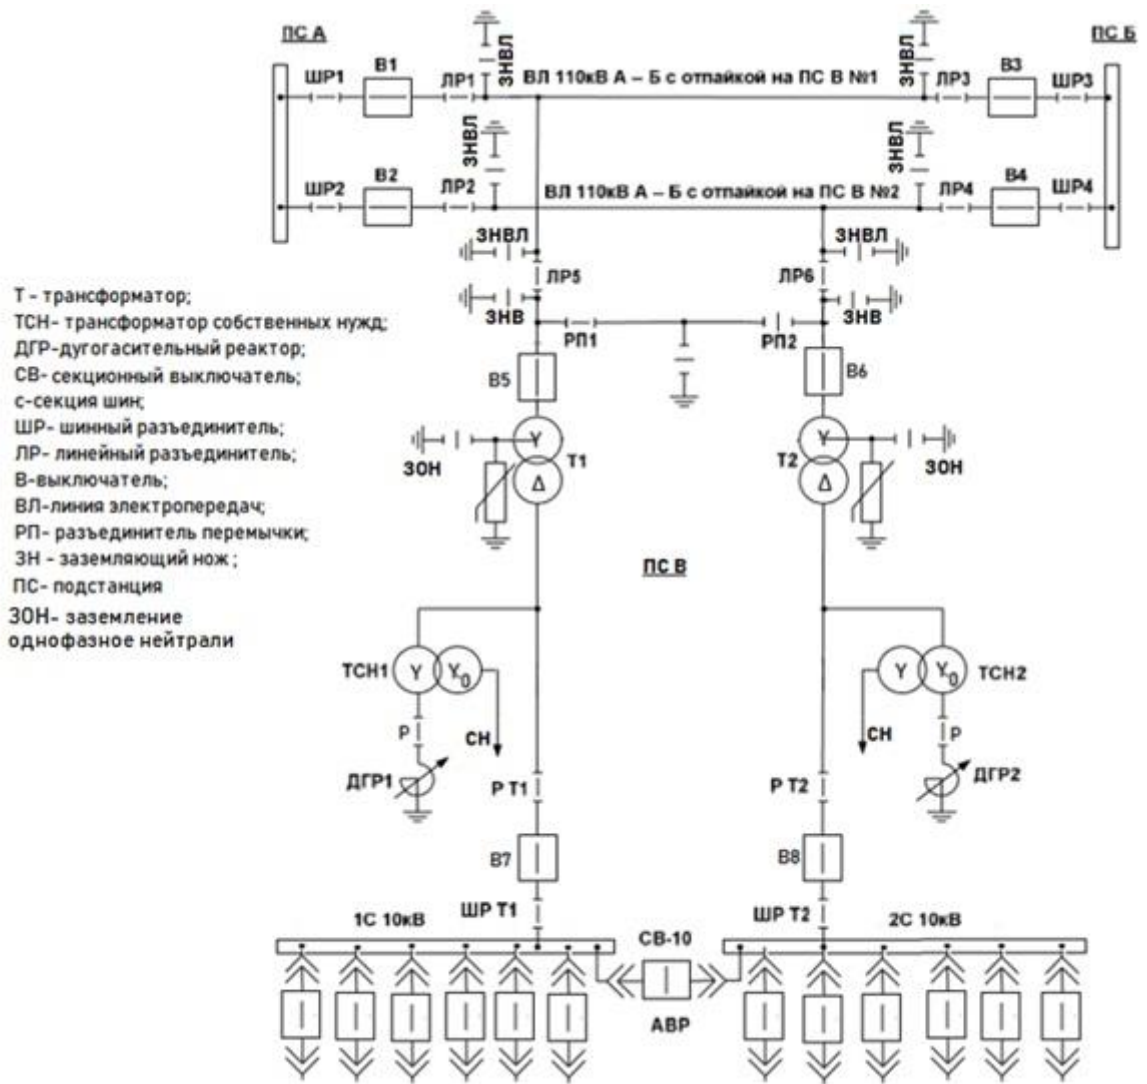 ПС А
ПС Б
ШР1
В1
ЛР1
ЗНВЛ
ВЛ 110кВ А – Б с отпайкой на ПС В №1
ЗНВЛ
ЛР3
В3
ШР3
ШР2
В2
ЛР2
ЗНВЛ
ВЛ 110кВ А – Б с отпайкой на ПС В №2
ЗНВЛ
ЛР4
В4
ШР4
ЗНВЛ
ЗНВЛ
ЛР5
ЛР6
ЗНВ
ЗНВ
РП1
РП2
В5
В6
Y
Y
ЗОН
Т1
Т2
ЗОН
Δ
Δ
Т - трансформатор;
ТСН- трансформатор собственных нужд;
ДГР-дугогасительный реактор;
СВ- секционный выключатель;
с-секция шин;
ШР- шинный разъединитель;
ЛР- линейный разъединитель;
В-выключатель;
ВЛ-линия электропередач;
РП- разъединитель перемычки;
ЗН - заземляющий нож;
ПС- подстанция
ЗОН- заземление
однофазное нейтрали
ПС В
ТСН1
Y
Y0
Y
Y0
ТСН2
Р
СН
СН
Р
ДГР1
Р Т1
Р Т2
ДГР2
В7
В8
ШР Т1
ШР Т2
1С 10кВ
СВ-10
2С 10кВ
АВР